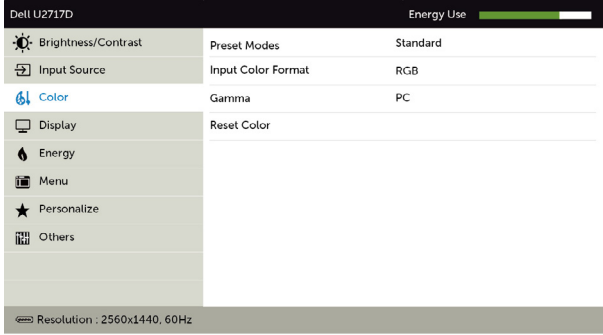 Dell U2717D Energy Use
Brightness/Contrast
Preset Modes Standard
Input Source
Input Color Format RGB
Color
Gamma PC
Display
Reset Color
Energy
Menu
Personalize
Others
Resolution : 2560x1440, 60Hz